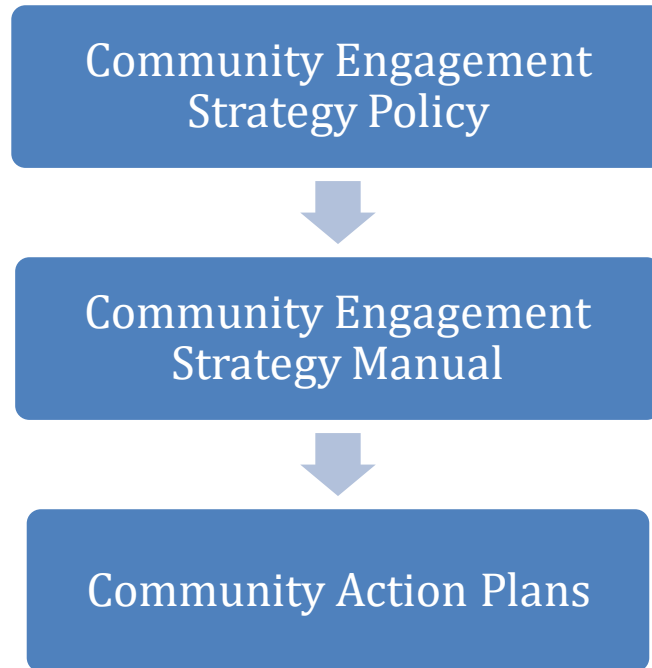 Community Engagement
Strategy Policy
Community Engagement
Strategy Manual
Community Action Plans